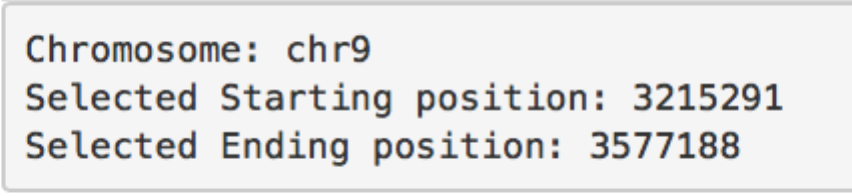 Chromosome: chr9
Selected Starting position: 3215291
Selected Ending position: 3577188